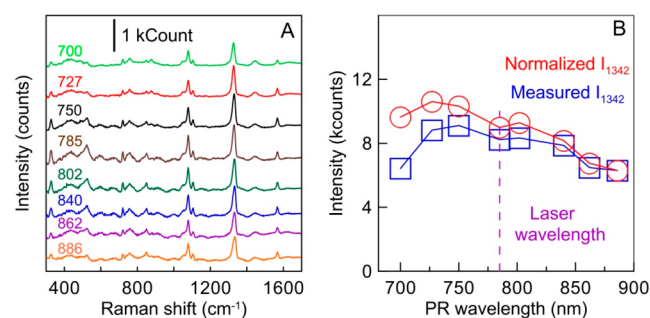 A
1 kCount
700
727
750
785
802
840
862
886
Intensity (counts)
400 800 1200 1600
Raman shift (cm⁻¹)
B
Normalized I₁₃₄₂
Measured I₁₃₄₂
Laser
wavelength
Intensity (kcounts)
12
8
4
0
700 750 800 850 900
PR wavelength (nm)